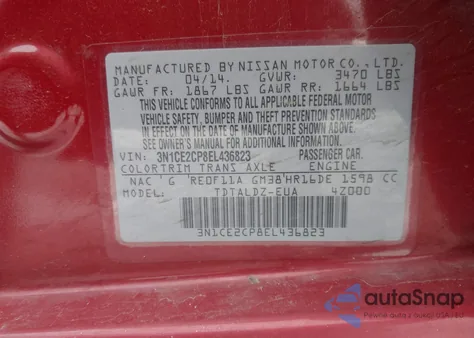 MANUFACTURED BY NISSAN MOTOR CO., LTD.
DATE: 04/14. GVWR: 3470 LBS
GAWR FR: 1867 LBS GAWR RR: 1664 LBS
THIS VEHICLE CONFORMS TO ALL APPLICABLE FEDERAL MOTOR
VEHICLE SAFETY, BUMPER AND THEFT PREVENTION STANDARDS
IN EFFECT ON THE DATE OF MANUFACTURE SHOWN ABOVE.
SEE OWNER'S MANUAL FOR ADDITIONAL INFORMATION
VIN: 3N1CE2CP8EL436823 PASSENGER CAR.
COLOR TRIM TRANS AXLE ENGINE
NAC G RE0F11A GM38 HR16DE 1598 CC
MODEL: TDTALDZ-EUA 4Z000
3N1CE2CP8EL436823
autoSnap